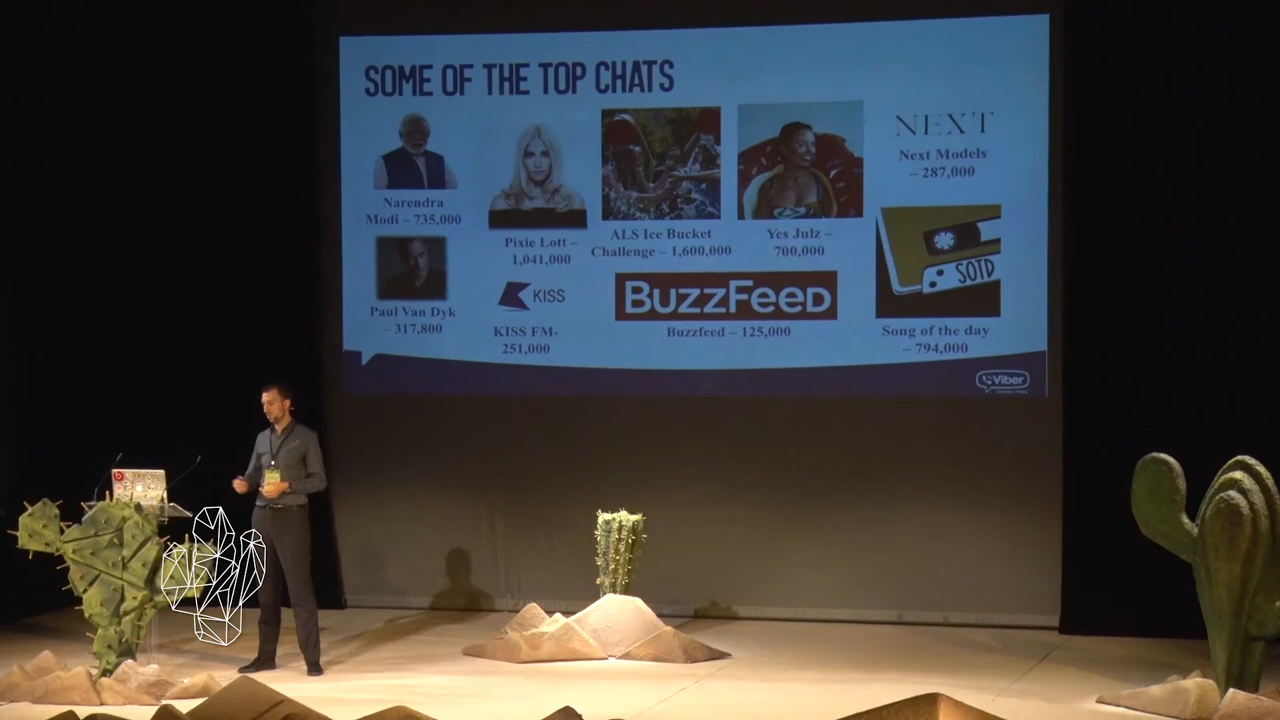 SOME OF THE TOP CHATS
Narendra
Modi – 735,000
Pixie Lott –
1,041,000
ALS Ice Bucket
Challenge – 1,600,000
Yes Julz –
700,000
NEXT
Next Models
– 287,000
Paul Van Dyk
– 317,800
KISS
KISS FM-
251,000
BUZZFEED
Buzzfeed – 125,000
SOTD
Song of the day
– 794,000
Viber